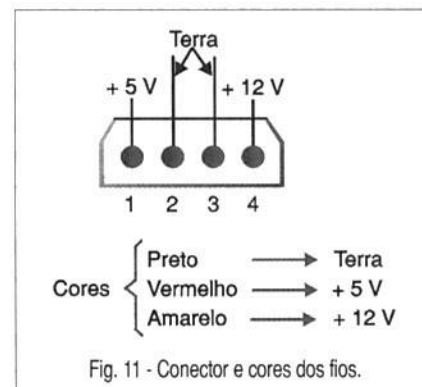 Terra
+ 5 V + 12 V
1 2 3 4
Preto Terra
Cores Vermelho + 5 V
Amarelo + 12 V
Fig. 11 - Conector e cores dos fios.